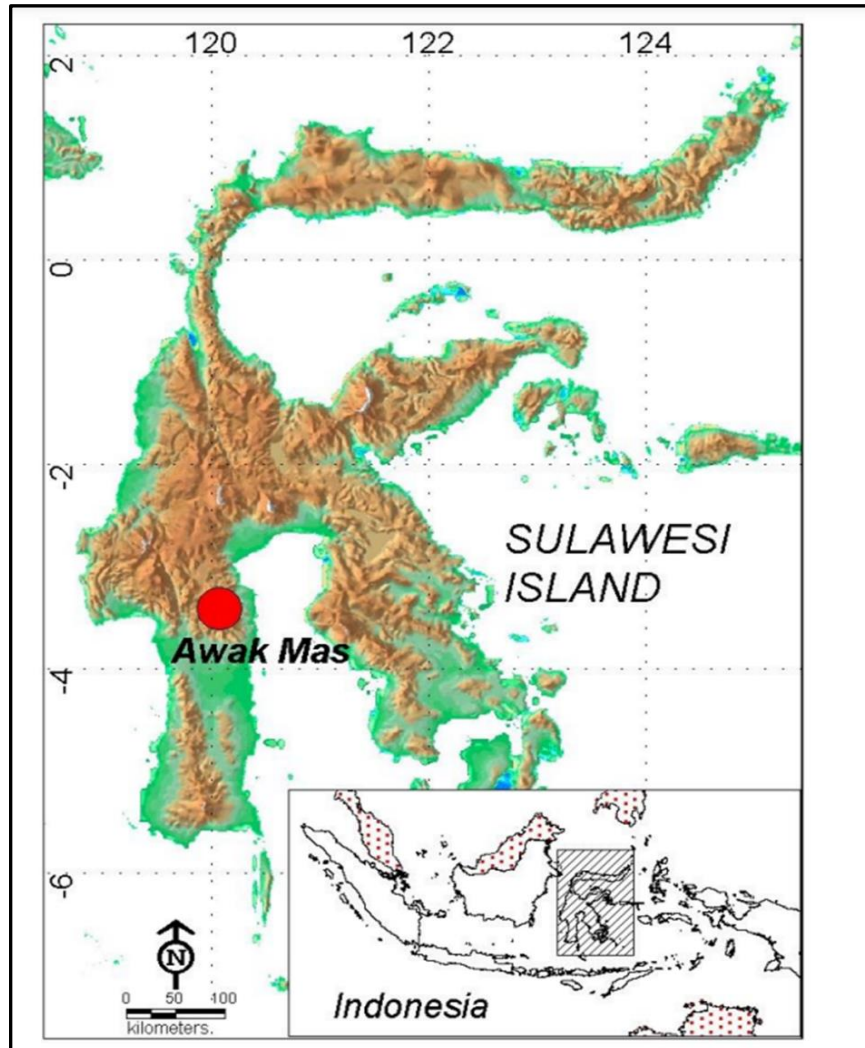 120 122 124
2
0
-2
-4
-6
SULAWESI
ISLAND
Awak Mas
N
0 50 100
kilometers.
Indonesia